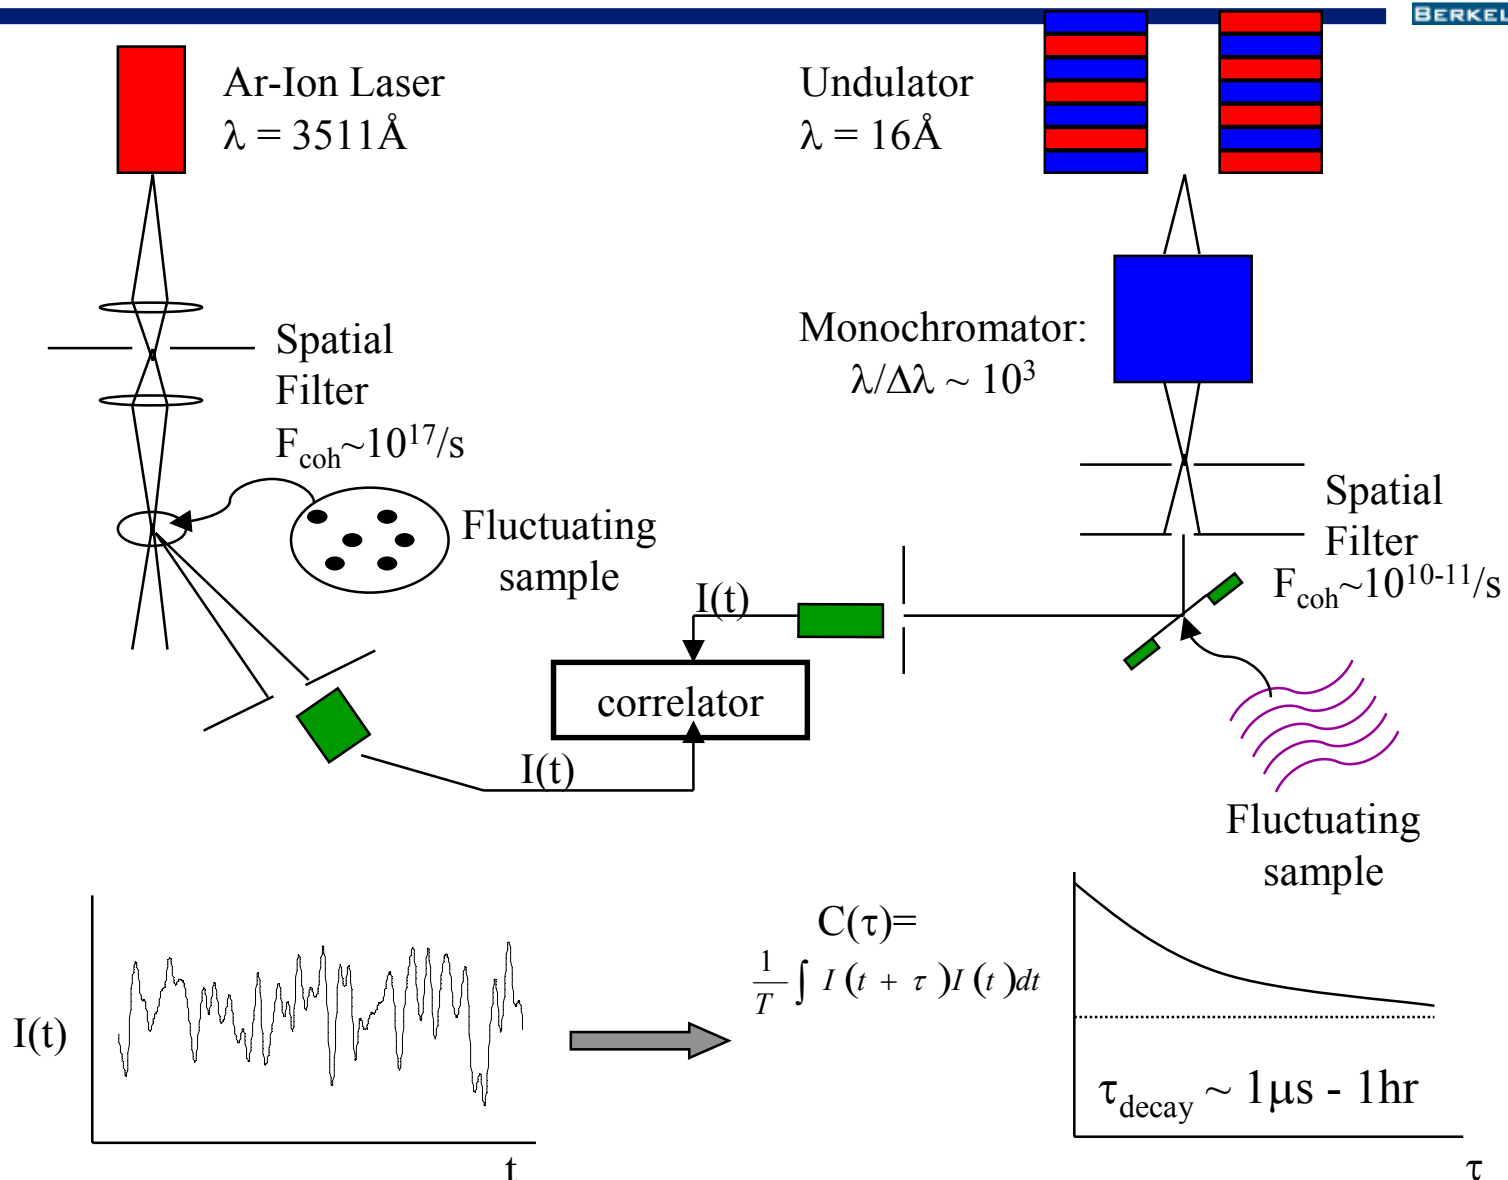 BERKEL
Ar-Ion Laser
λ = 3511Å
Undulator
λ = 16Å
Spatial
Filter
F_coh~10^17/s
Monochromator:
λ/Δλ ~ 10^3
Spatial
Filter
F_coh~10^10-11/s
Fluctuating
sample
I(t)
correlator
I(t)
Fluctuating
sample
C(τ)=
1/T ∫ I (t + τ)I (t)dt
I(t)
t
τ_decay ~ 1μs - 1hr
τ